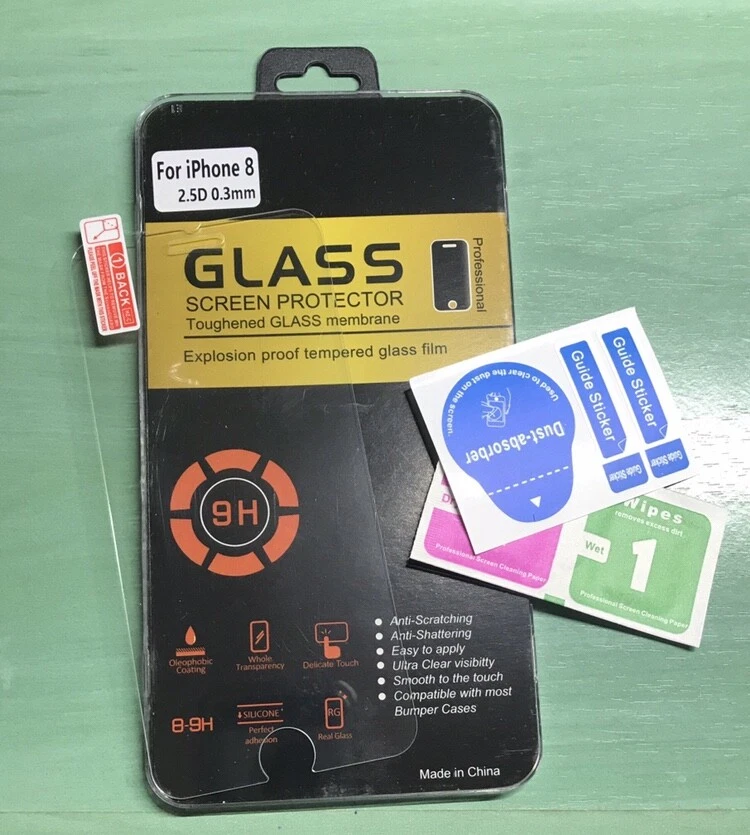 For iPhone 8
2.5D 0.3mm
GLASS
SCREEN PROTECTOR
Toughened GLASS membrane
Professional
Explosion proof tempered glass film
(1) BACK
9H
Oleophobic
Coating
Whole
Transparency
Delicate Touch
8-9H
SILICONE
Perfect
adhesion
RG
Real Glass
Anti-Scratching
Anti-Shattering
Easy to apply
Ultra Clear visibitty
Smooth to the touch
Compatible with most
Bumper Cases
Made in China
Used to clear the dust on the screen.
Dust-absorber
Guide Sticker
Guide Sticker
Guide Sticker
Guide Sticker
Professional Screen Cleaning Paper
Wipes
removes excess dirt
Wet
1
Professional Screen Cleaning Paper